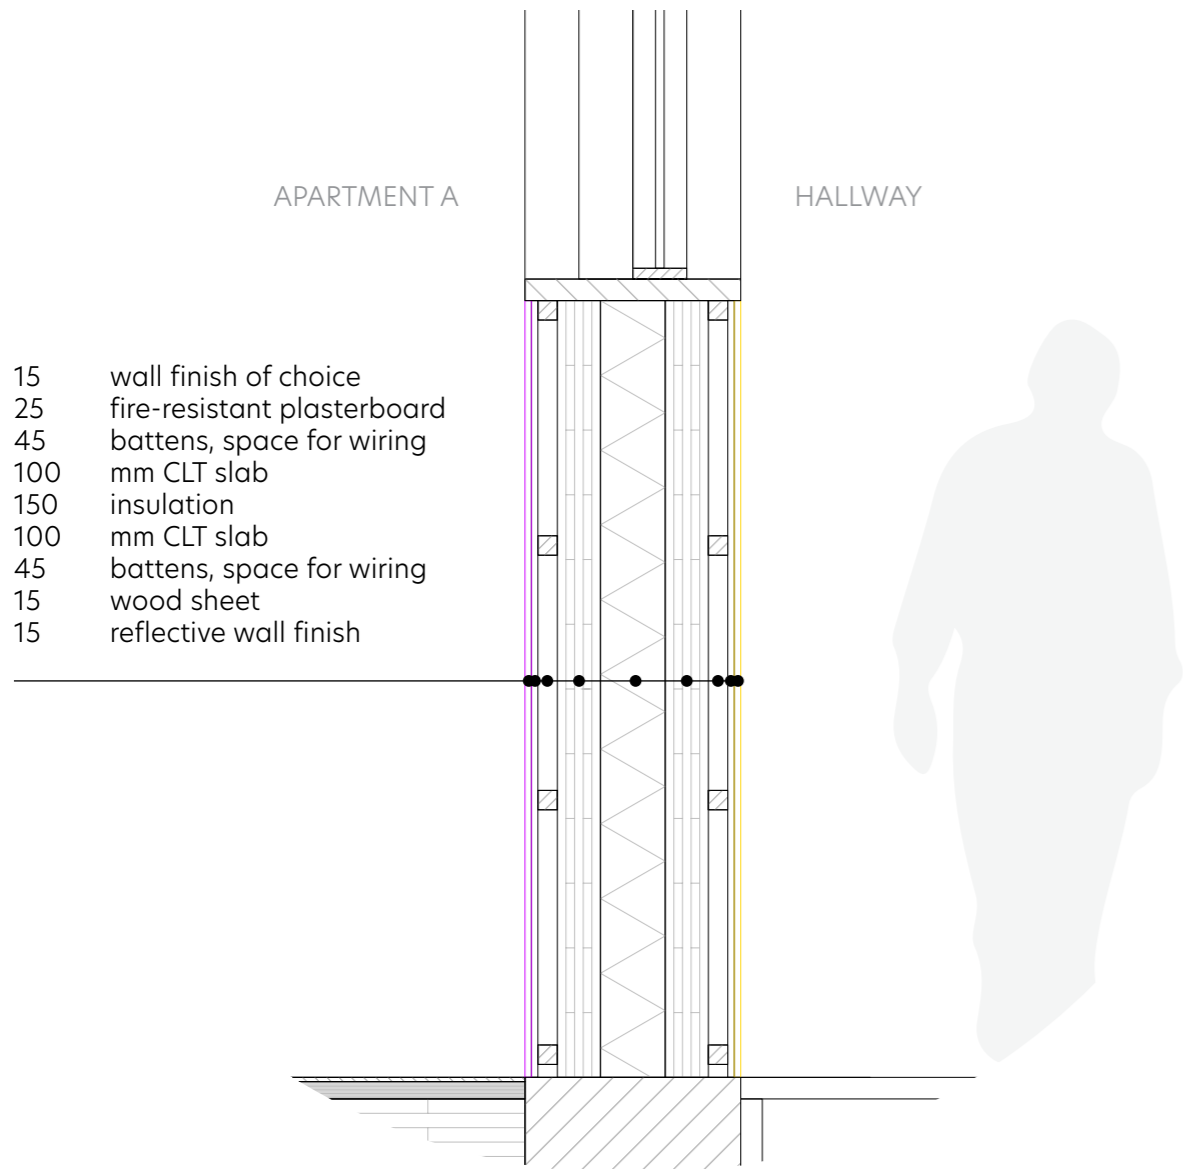 APARTMENT A
HALLWAY
15 wall finish of choice
25 fire-resistant plasterboard
45 battens, space for wiring
100 mm CLT slab
150 insulation
100 mm CLT slab
45 battens, space for wiring
15 wood sheet
15 reflective wall finish